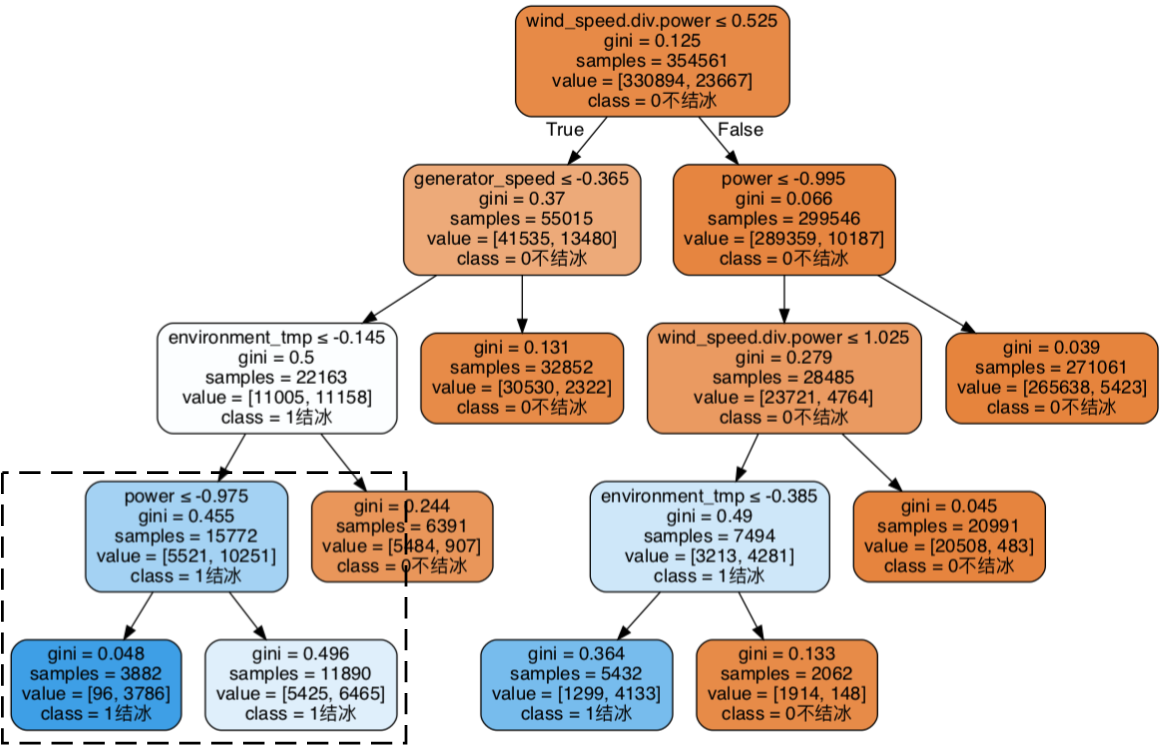 wind_speed.div.power ≤ 0.525
gini = 0.125
samples = 354561
value = [330894, 23667]
class = 0不结冰
True
False
generator_speed ≤ -0.365
gini = 0.37
samples = 55015
value = [41535, 13480]
class = 0不结冰
power ≤ -0.995
gini = 0.066
samples = 299546
value = [289359, 10187]
class = 0不结冰
environment_tmp ≤ -0.145
gini = 0.5
samples = 22163
value = [11005, 11158]
class = 1结冰
gini = 0.131
samples = 32852
value = [30530, 2322]
class = 0不结冰
wind_speed.div.power ≤ 1.025
gini = 0.279
samples = 28485
value = [23721, 4764]
class = 0不结冰
gini = 0.039
samples = 271061
value = [265638, 5423]
class = 0不结冰
power ≤ -0.975
gini = 0.455
samples = 15772
value = [5521, 10251]
class = 1结冰
gini = 0.244
samples = 6391
value = [5484, 907]
class = 0不结冰
environment_tmp ≤ -0.385
gini = 0.49
samples = 7494
value = [3213, 4281]
class = 1结冰
gini = 0.045
samples = 20991
value = [20508, 483]
class = 0不结冰
gini = 0.048
samples = 3882
value = [96, 3786]
class = 1结冰
gini = 0.496
samples = 11890
value = [5425, 6465]
class = 1结冰
gini = 0.364
samples = 5432
value = [1299, 4133]
class = 1结冰
gini = 0.133
samples = 2062
value = [1914, 148]
class = 0不结冰